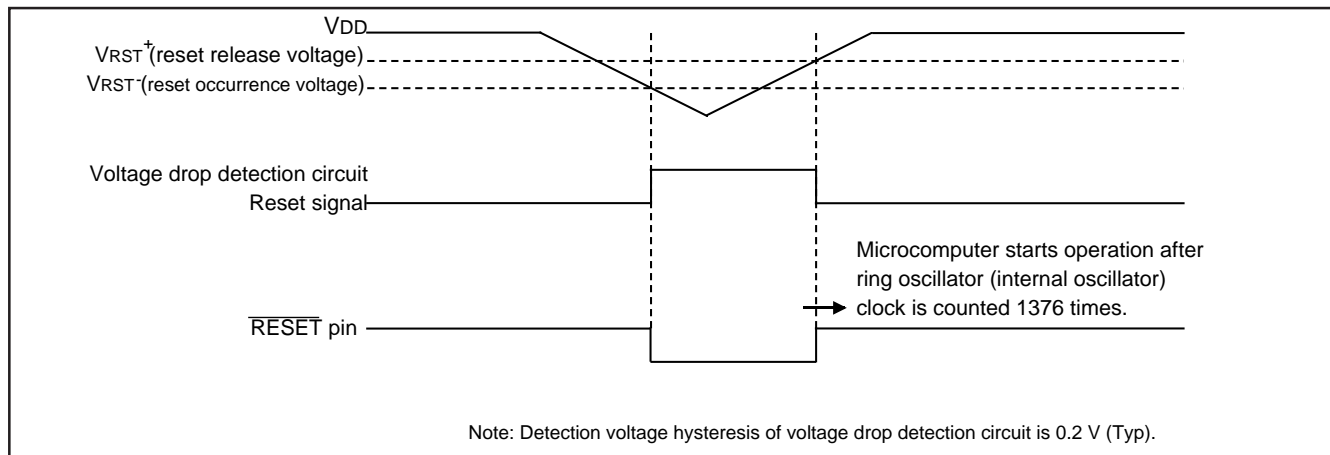 VDD
VRST+(reset release voltage)
VRST-(reset occurrence voltage)
Voltage drop detection circuit
Reset signal
Microcomputer starts operation after
ring oscillator (internal oscillator)
clock is counted 1376 times.
RESET pin
Note: Detection voltage hysteresis of voltage drop detection circuit is 0.2 V (Typ).